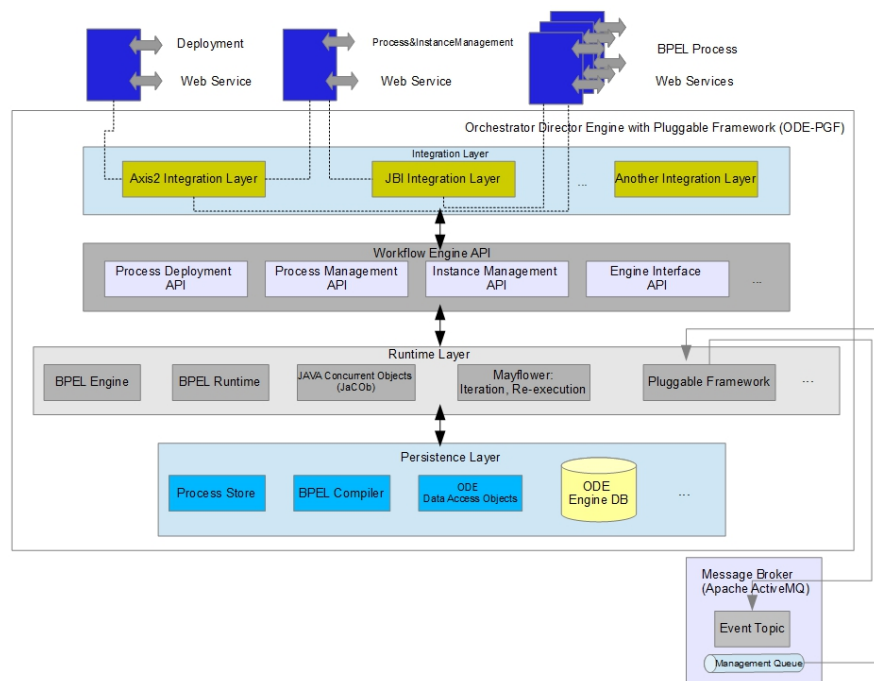 Deployment
Web Service
Process&InstanceManagement
Web Service
BPEL Process
Web Services
Orchestrator Director Engine with Pluggable Framework (ODE-PGF)
Integration Layer
Axis2 Integration Layer
JBI Integration Layer
...
Another Integration Layer
Workflow Engine API
Process Deployment
API
Process Management
API
Instance Management
API
Engine Interface
API
...
Runtime Layer
BPEL Engine
BPEL Runtime
JAVA Concurrent Objects
(JaCOb)
Mayflower:
Iteration, Re-execution
Pluggable Framework
...
Persistence Layer
Process Store
BPEL Compiler
ODE
Data Access Objects
ODE
Engine DB
...
Message Broker
(Apache ActiveMQ)
Event Topic
Management Queue